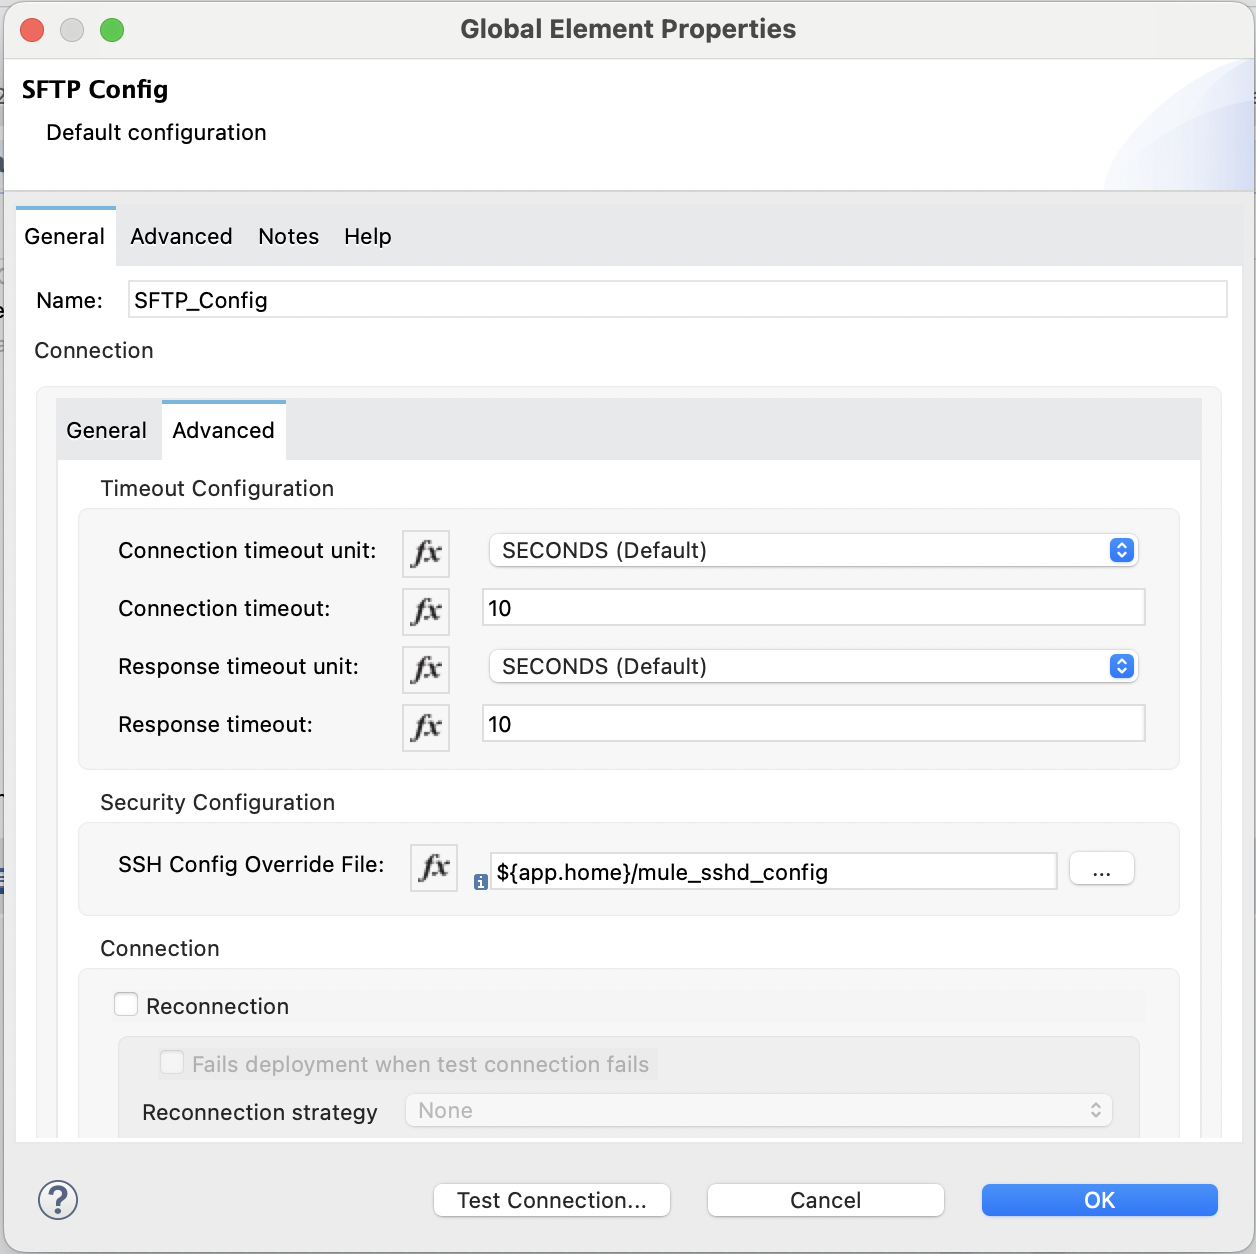 Global Element Properties
SFTP Config
Default configuration
General Advanced Notes Help
Name: SFTP_Config
Connection
General Advanced
Timeout Configuration
Connection timeout unit: fx SECONDS (Default)
Connection timeout: fx 10
Response timeout unit: fx SECONDS (Default)
Response timeout: fx 10
Security Configuration
SSH Config Override File: fx i ${app.home}/mule_sshd_config ...
Connection
Reconnection
Fails deployment when test connection fails
Reconnection strategy None
? Test Connection... Cancel OK